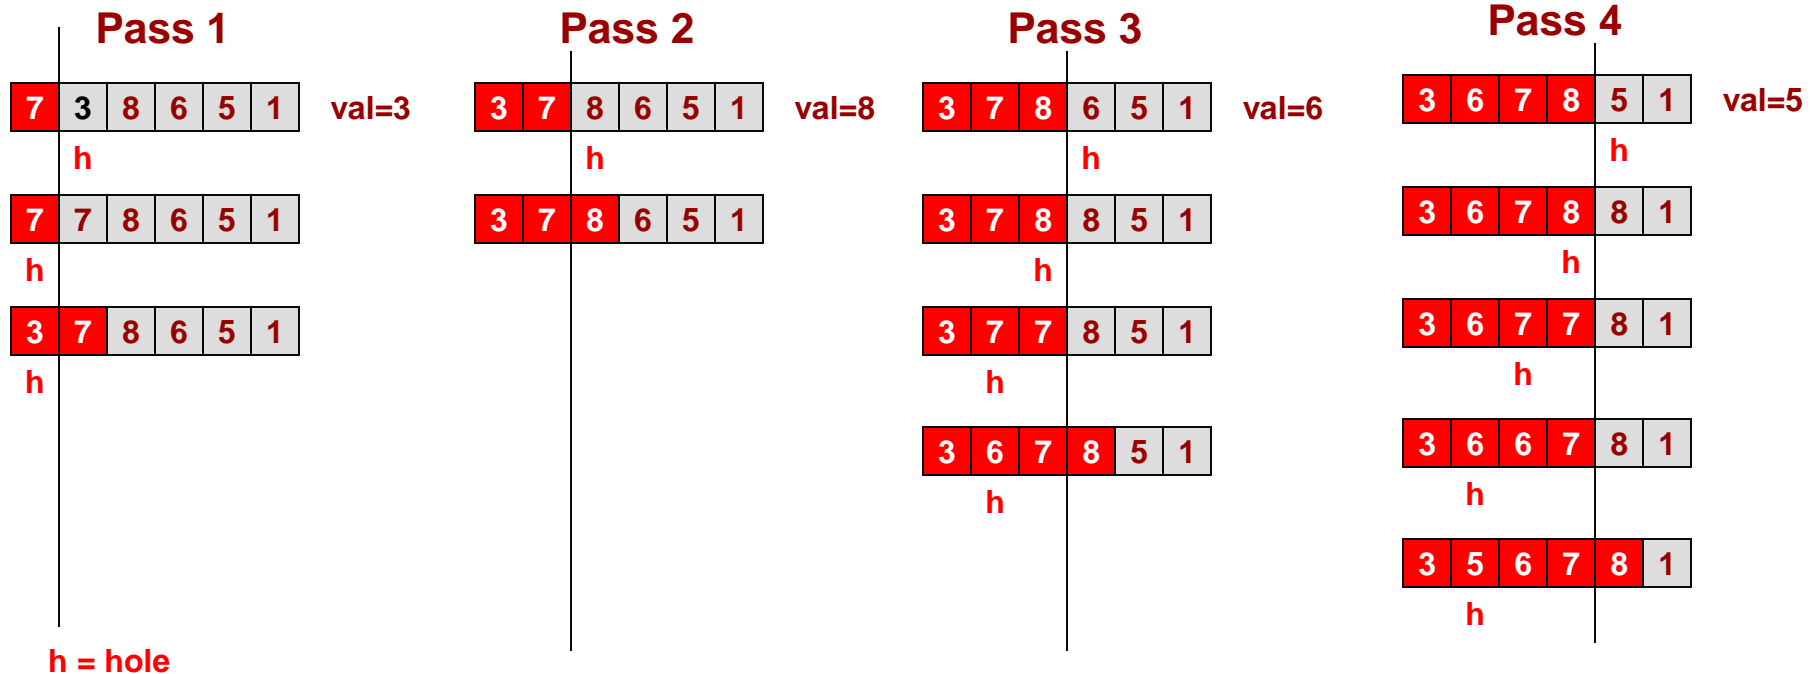 Pass 1
7 3 8 6 5 1 val=3
h
7 7 8 6 5 1
h
3 7 8 6 5 1
h
h = hole
Pass 2
3 7 8 6 5 1 val=8
h
3 7 8 6 5 1
Pass 3
3 7 8 6 5 1 val=6
h
3 7 8 8 5 1
h
3 7 7 8 5 1
h
3 6 7 8 5 1
h
Pass 4
3 6 7 8 5 1 val=5
h
3 6 7 8 8 1
h
3 6 7 7 8 1
h
3 6 6 7 8 1
h
3 5 6 7 8 1
h